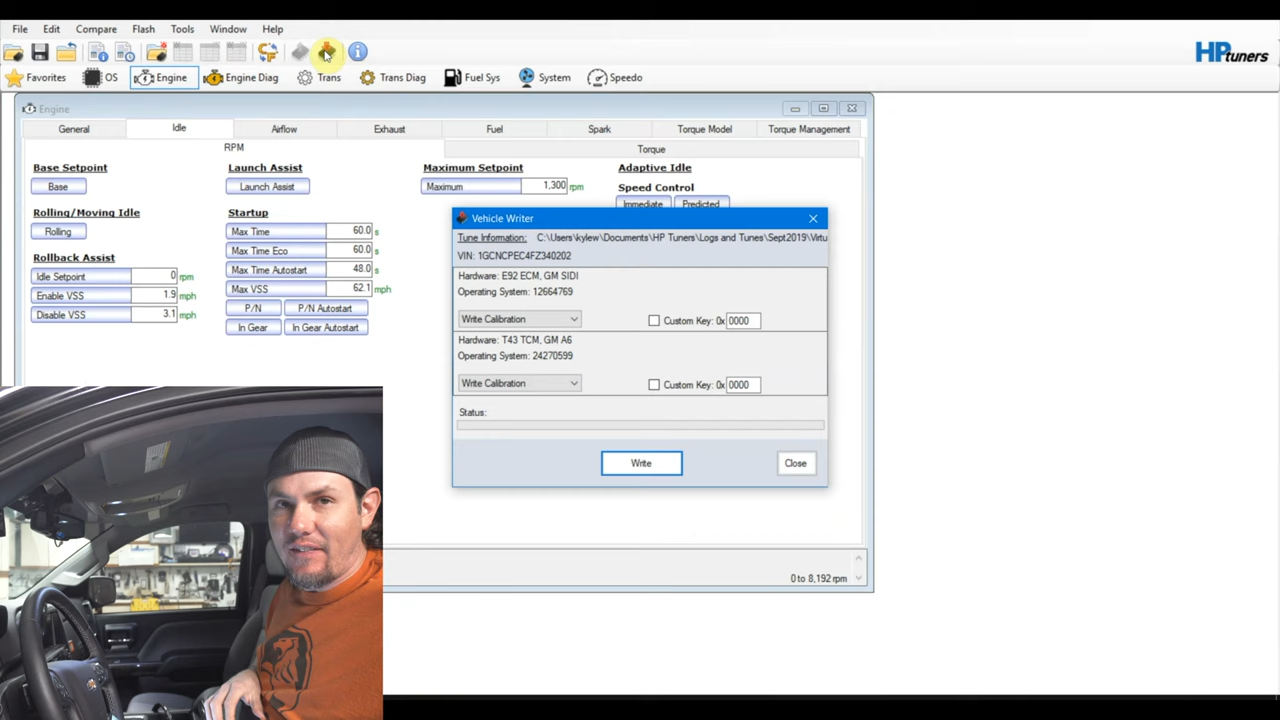 File Edit Compare Flash Tools Window Help
HPtuners
Favorites OS Engine Engine Diag Trans Trans Diag Fuel Sys System Speedo
Engine
General Idle Airflow Exhaust Fuel Spark Torque Model Torque Management
RPM Torque
Base Setpoint Launch Assist Maximum Setpoint Adaptive Idle
Base Launch Assist Maximum 1,300 rpm Speed Control
Immediate Predicted
Rolling/Moving Idle Startup
Rolling Max Time 60.0 s
Max Time Eco 60.0 s
Rollback Assist Max Time Autostart 48.0 s
Idle Setpoint 0 rpm Max VSS 62.1 mph
Enable VSS 1.9 mph P/N P/N Autostart
Disable VSS 3.1 mph In Gear In Gear Autostart
Vehicle Writer
Tune Information: C:\Users\kylew\Documents\HP Tuners\Logs and Tunes\Sept2019\Virtu
VIN: 1GCNCPEC4FZ340202
Hardware: E92 ECM, GM SIDI
Operating System: 12664769
Write Calibration Custom Key: 0x 0000
Hardware: T43 TCM, GM A6
Operating System: 24270599
Write Calibration Custom Key: 0x 0000
Status:
Write Close
0 to 8,192 rpm